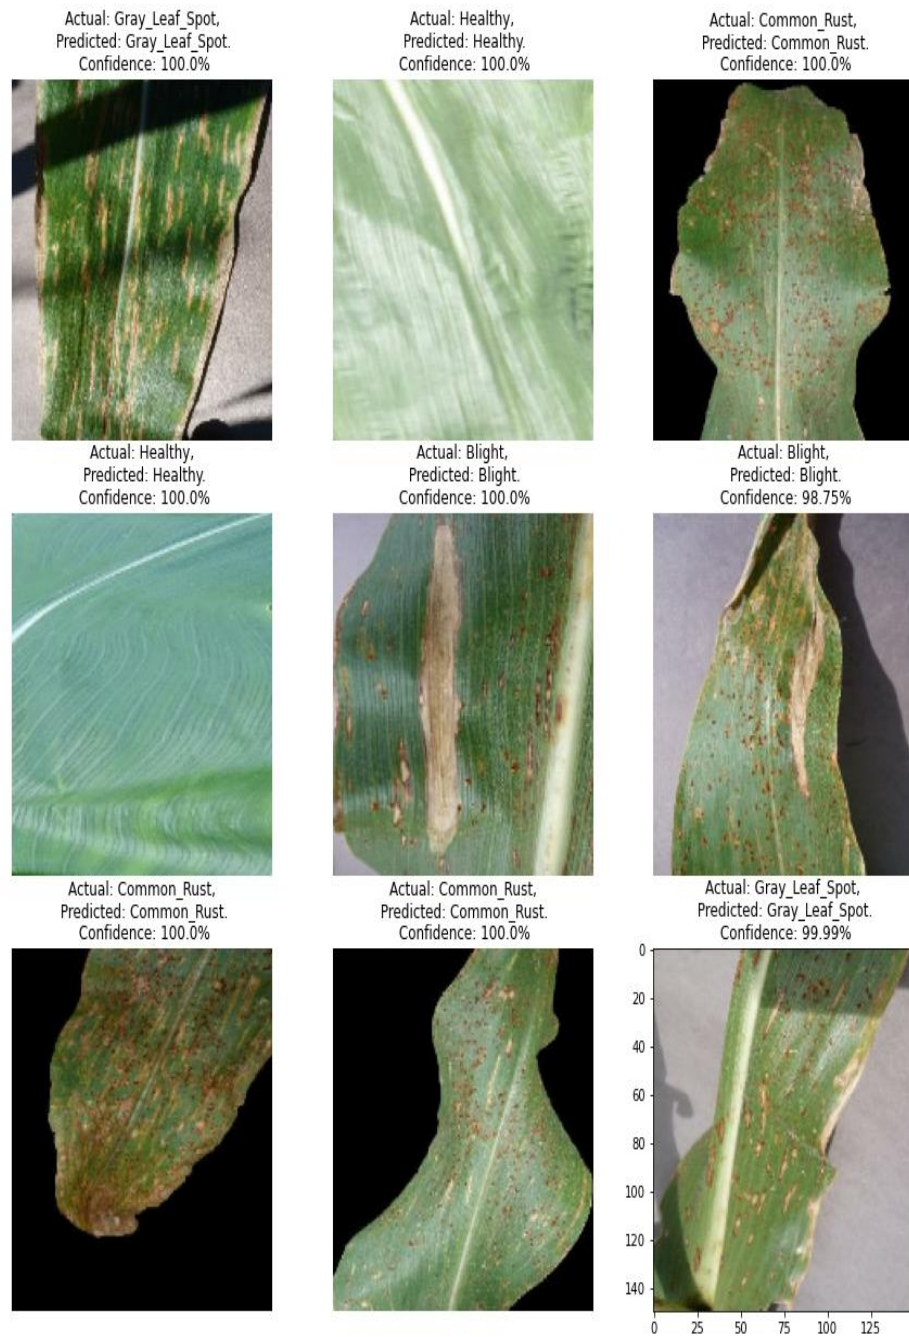 Actual: Gray_Leaf_Spot,
Predicted: Gray_Leaf_Spot.
Confidence: 100.0%
Actual: Healthy,
Predicted: Healthy.
Confidence: 100.0%
Actual: Common_Rust,
Predicted: Common_Rust.
Confidence: 100.0%
Actual: Healthy,
Predicted: Healthy.
Confidence: 100.0%
Actual: Blight,
Predicted: Blight.
Confidence: 100.0%
Actual: Blight,
Predicted: Blight.
Confidence: 98.75%
Actual: Common_Rust,
Predicted: Common_Rust.
Confidence: 100.0%
Actual: Common_Rust,
Predicted: Common_Rust.
Confidence: 100.0%
Actual: Gray_Leaf_Spot,
Predicted: Gray_Leaf_Spot.
Confidence: 99.99%
0
20
40
60
80
100
120
140
0 25 50 75 100 125